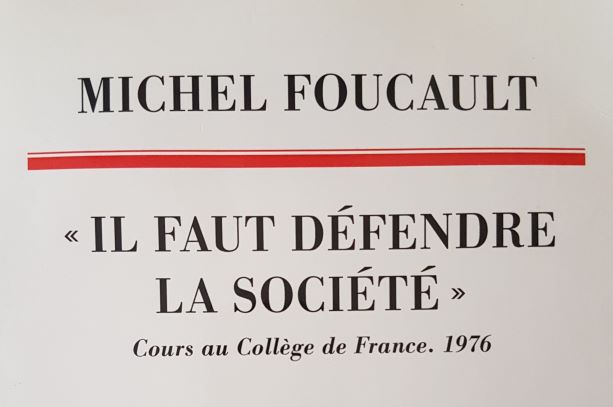 MICHEL FOUCAULT
« IL FAUT DÉFENDRE
LA SOCIÉTÉ »
Cours au Collège de France. 1976